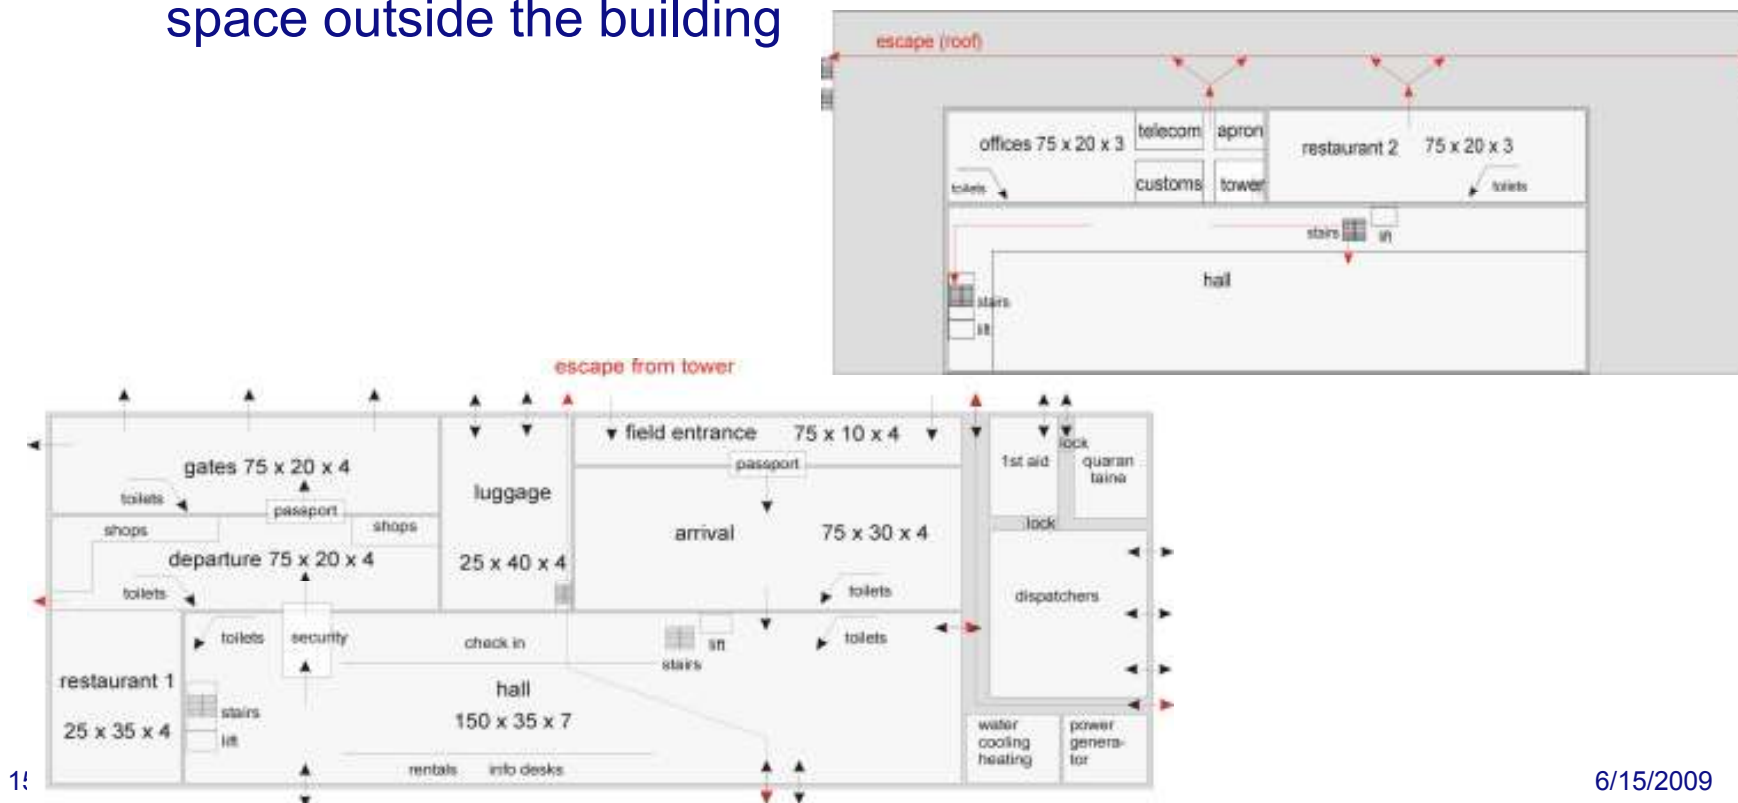 space outside the building
escape (roof)
offices 75 x 20 x 3
telecom
apron
restaurant 2 75 x 20 x 3
toilets
customs
tower
toilets
stairs
lift
hall
stairs
lift
escape from tower
field entrance 75 x 10 x 4
passport
gates 75 x 20 x 4
toilets
passport
shops
shops
departure 75 x 20 x 4
toilets
luggage
25 x 40 x 4
arrival 75 x 30 x 4
toilets
1st aid
lock
quaran
taine
lock
dispatchers
toilets
security
check in
stairs
lift
toilets
restaurant 1
25 x 35 x 4
stairs
lift
hall
150 x 35 x 7
rentals info desks
water
cooling
heating
power
genera-
tor
6/15/2009